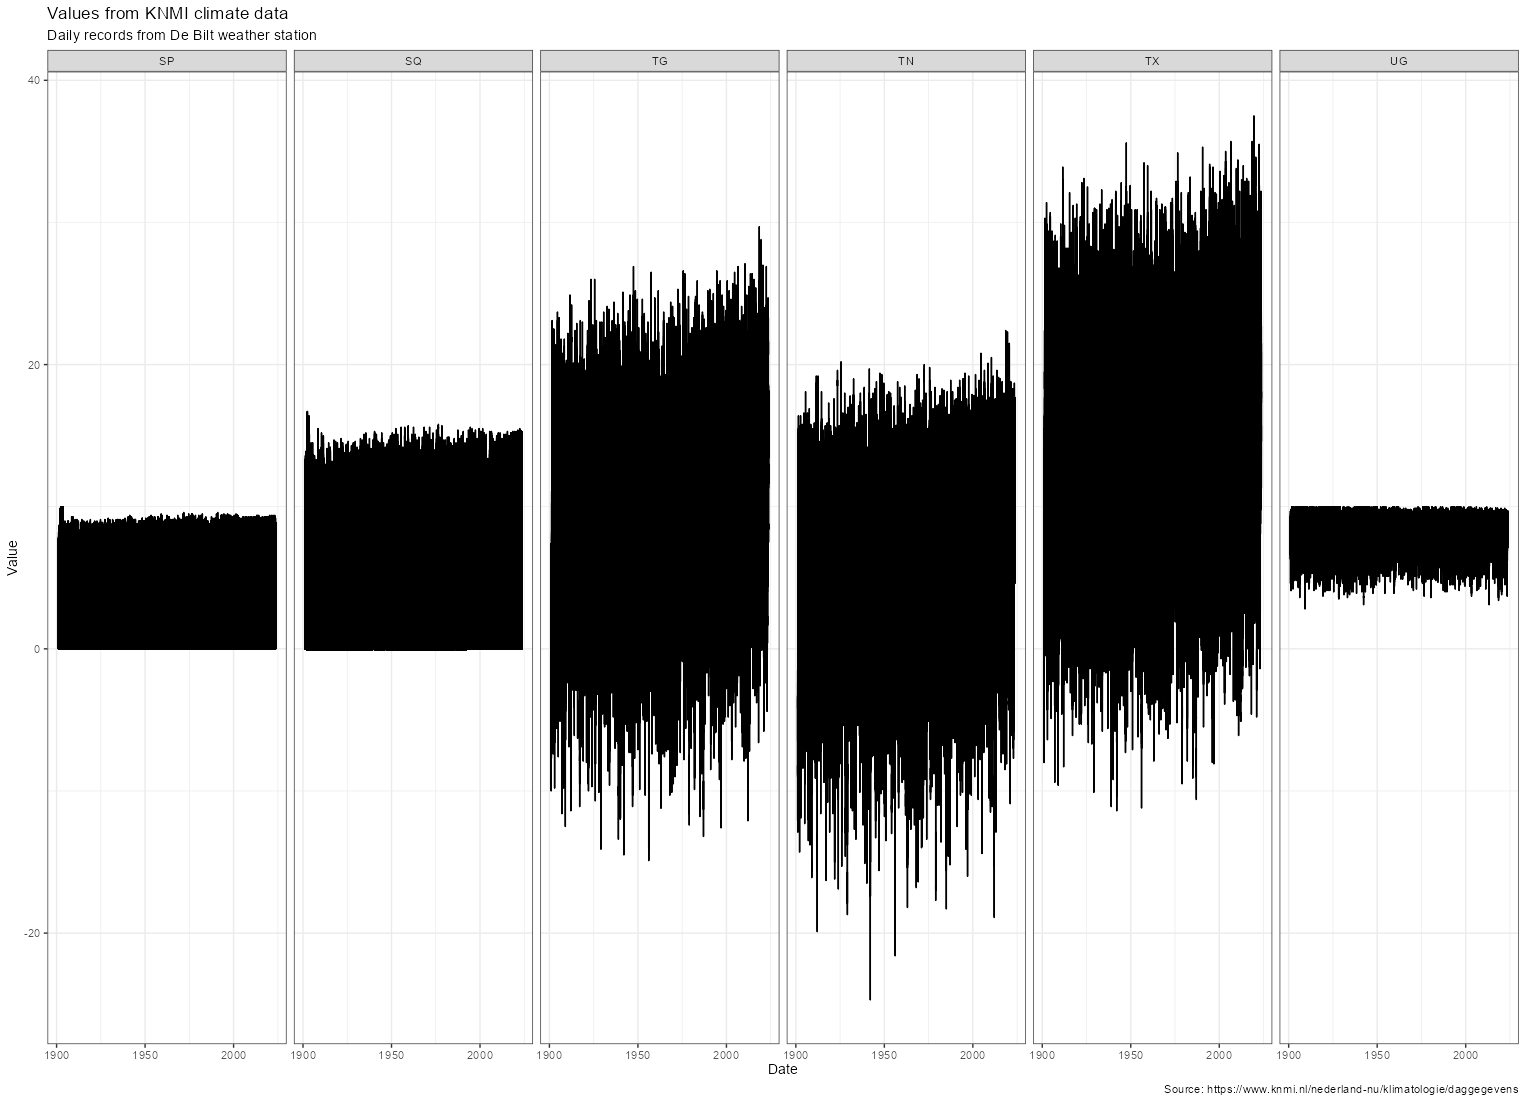 Values from KNMI climate data
Daily records from De Bilt weather station
SP SQ TG TN TX UG
40
20
0
-20
Value
1900 1950 2000 1900 1950 2000 1900 1950 2000 1900 1950 2000 1900 1950 2000 1900 1950 2000
Date
Source: https://www.knmi.nl/nederland-nu/klimatologie/daggegevens